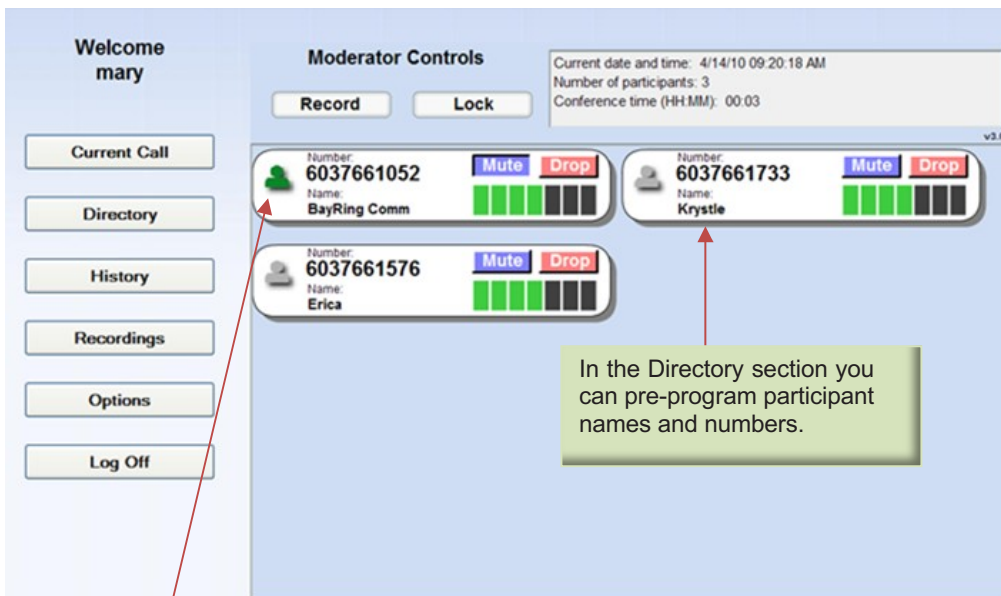 Welcome
mary
Current Call
Directory
History
Recordings
Options
Log Off
Moderator Controls
Record Lock
Current date and time: 4/14/10 09:20:18 AM
Number of participants: 3
Conference time (HH:MM): 00:03
Number:
6037661052
Name:
BayRing Comm
Mute Drop
Number:
6037661733
Name:
Krystle
Mute Drop
Number:
6037661576
Name:
Erica
Mute Drop
In the Directory section you
can pre-program participant
names and numbers.